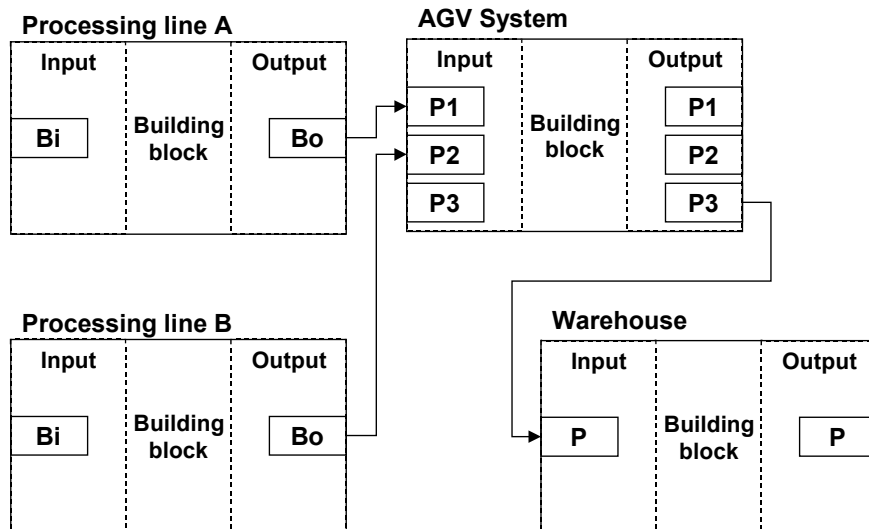 Processing line A
Input
Output
Bi
Building
block
Bo
AGV System
Input
Output
P1
P2
P3
Building
block
P1
P2
P3
Processing line B
Input
Output
Bi
Building
block
Bo
Warehouse
Input
Output
P
Building
block
P